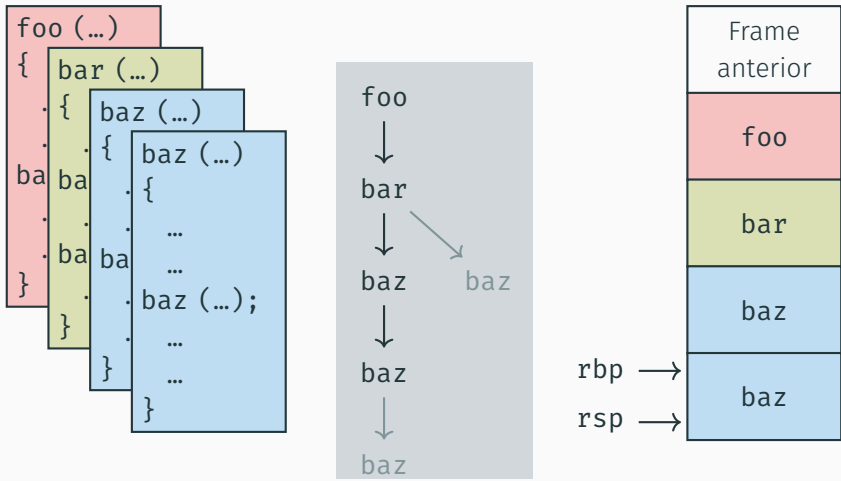 foo (…)
{
.
.
ba
.
.
}
bar (…)
{
.
ba
.
ba
.
}
baz (…)
{
.
.
ba
.
.
}
baz (…)
{
…
…
baz (…);
…
…
}
foo
bar
baz
baz
baz
baz
rbp
rsp
Frame
anterior
foo
bar
baz
baz